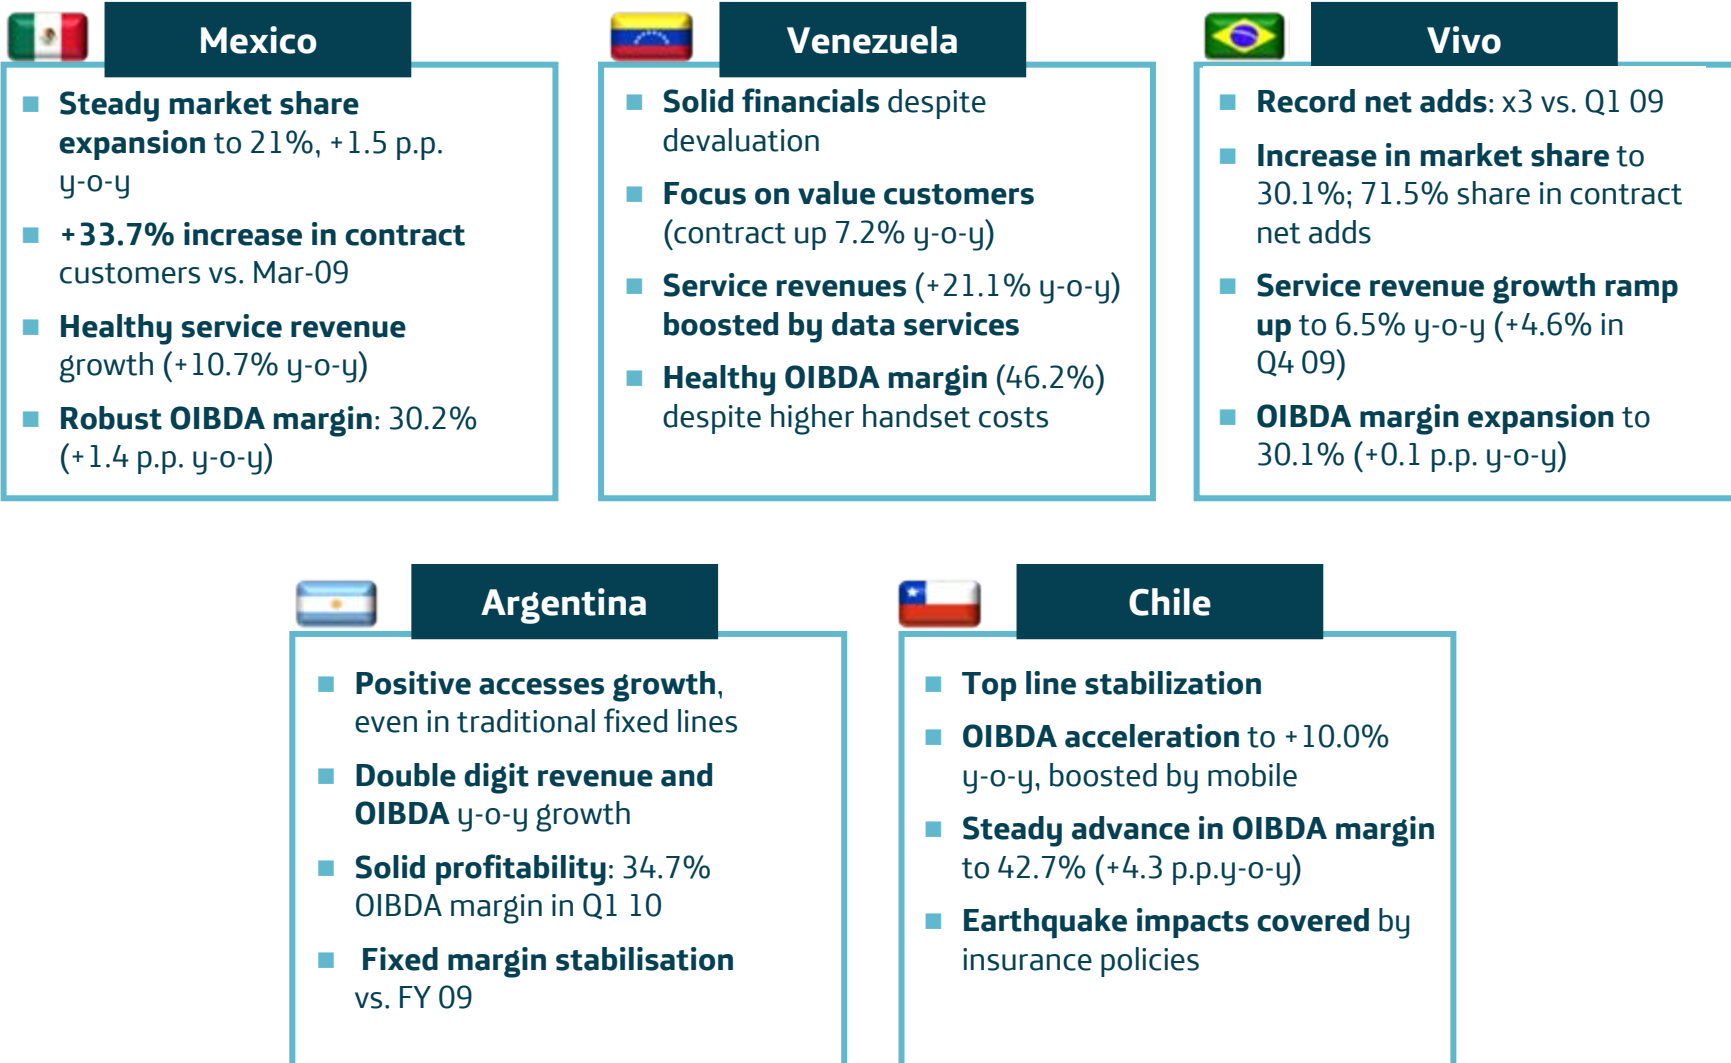 Mexico
Steady market share
expansion to 21%, +1.5 p.p.
y-o-y
+33.7% increase in contract
customers vs. Mar-09
Healthy service revenue
growth (+10.7% y-o-y)
Robust OIBDA margin: 30.2%
(+1.4 p.p. y-o-y)
Venezuela
Solid financials despite
devaluation
Focus on value customers
(contract up 7.2% y-o-y)
Service revenues (+21.1% y-o-y)
boosted by data services
Healthy OIBDA margin (46.2%)
despite higher handset costs
Vivo
Record net adds: x3 vs. Q1 09
Increase in market share to
30.1%; 71.5% share in contract
net adds
Service revenue growth ramp
up to 6.5% y-o-y (+4.6% in
Q4 09)
OIBDA margin expansion to
30.1% (+0.1 p.p. y-o-y)
Argentina
Positive accesses growth,
even in traditional fixed lines
Double digit revenue and
OIBDA y-o-y growth
Solid profitability: 34.7%
OIBDA margin in Q1 10
Fixed margin stabilisation
vs. FY 09
Chile
Top line stabilization
OIBDA acceleration to +10.0%
y-o-y, boosted by mobile
Steady advance in OIBDA margin
to 42.7% (+4.3 p.p.y-o-y)
Earthquake impacts covered by
insurance policies